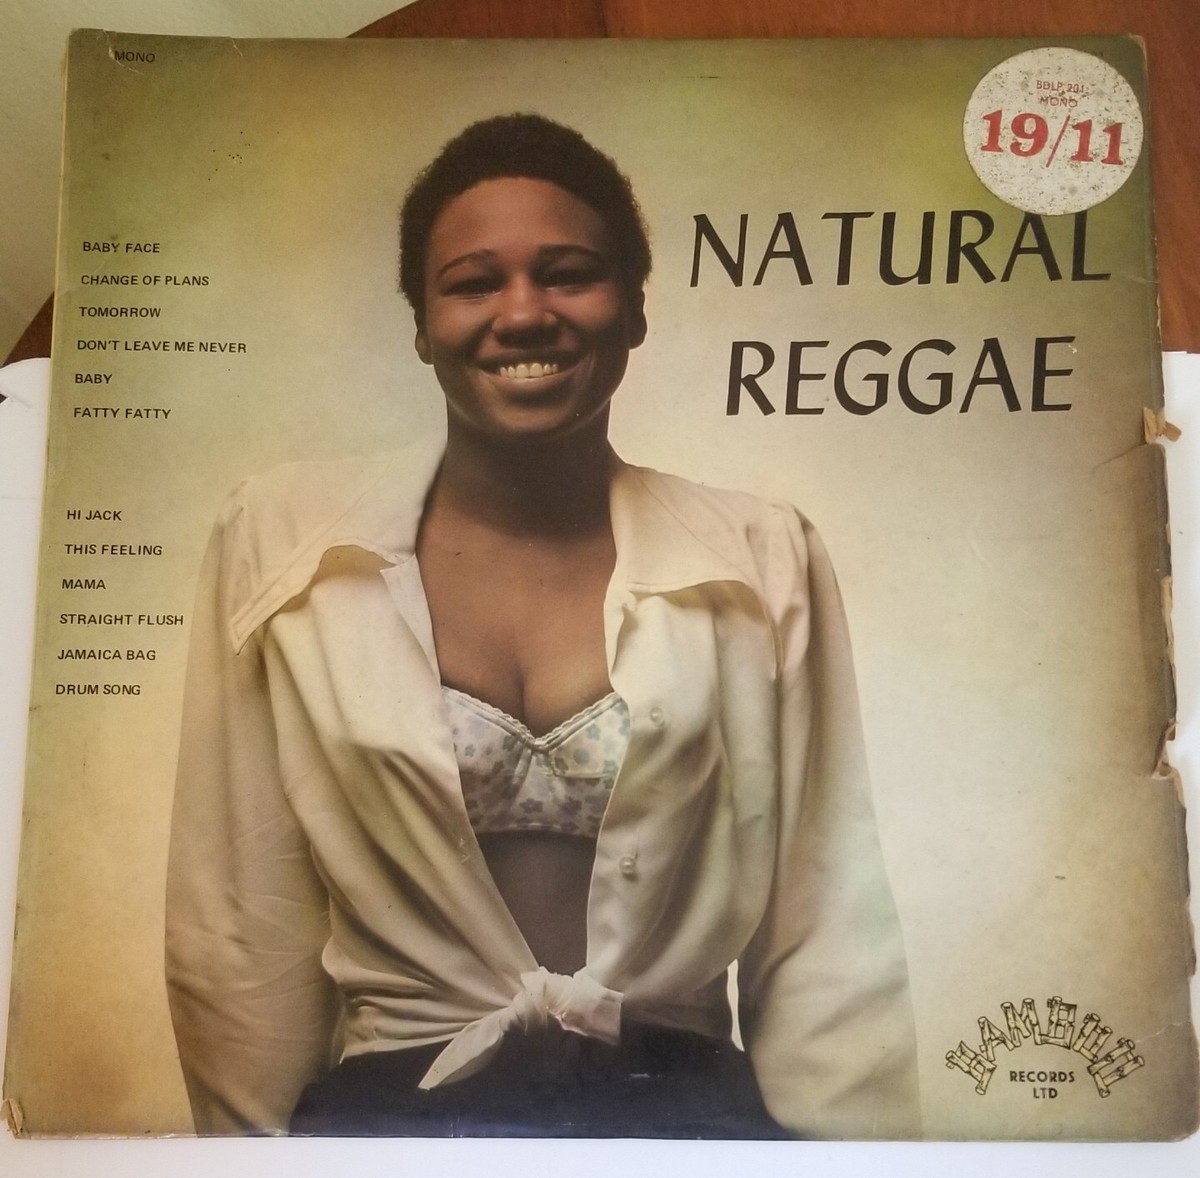 MONO
BDLP 201
MONO
19/11
NATURAL
REGGAE
BABY FACE
CHANGE OF PLANS
TOMORROW
DON'T LEAVE ME NEVER
BABY
FATTY FATTY
HI JACK
THIS FEELING
MAMA
STRAIGHT FLUSH
JAMAICA BAG
DRUM SONG
BAMBOO
RECORDS
LTD